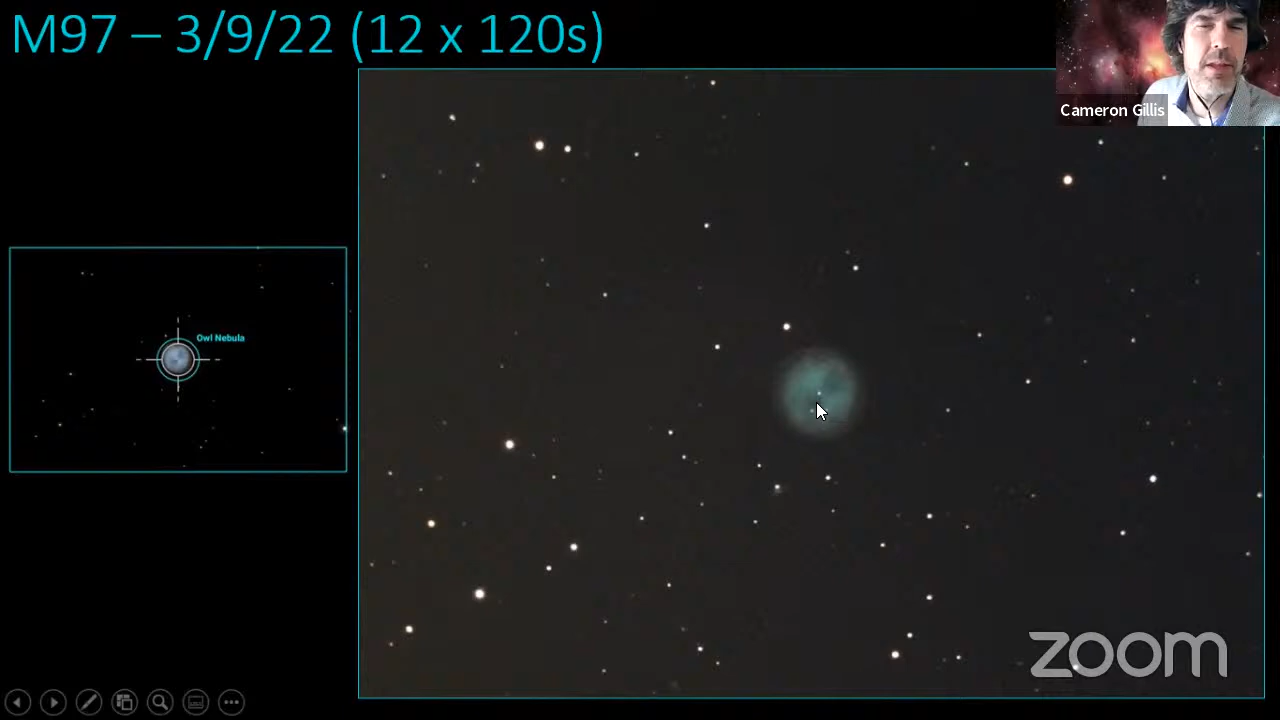 M97 – 3/9/22 (12 x 120s)
Cameron Gillis
Owl Nebula
zoom